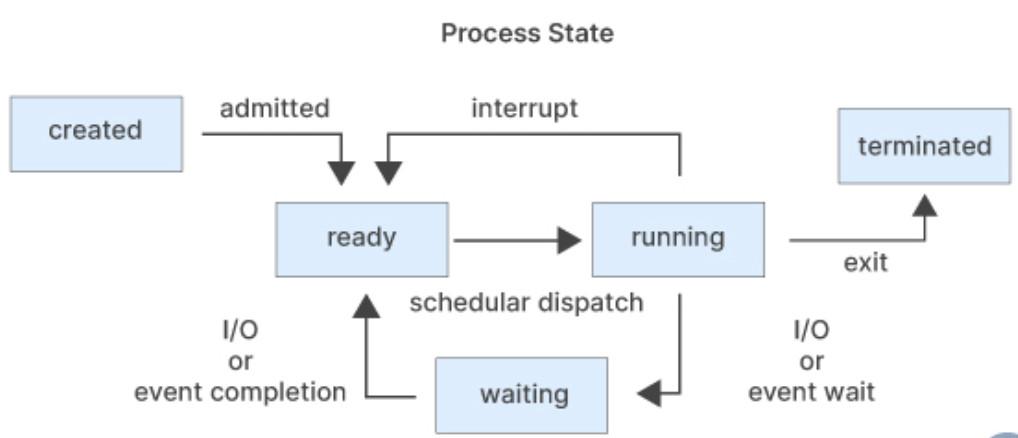 Process State
created
admitted
interrupt
terminated
ready
running
exit
schedular dispatch
I/O
or
event completion
waiting
I/O
or
event wait